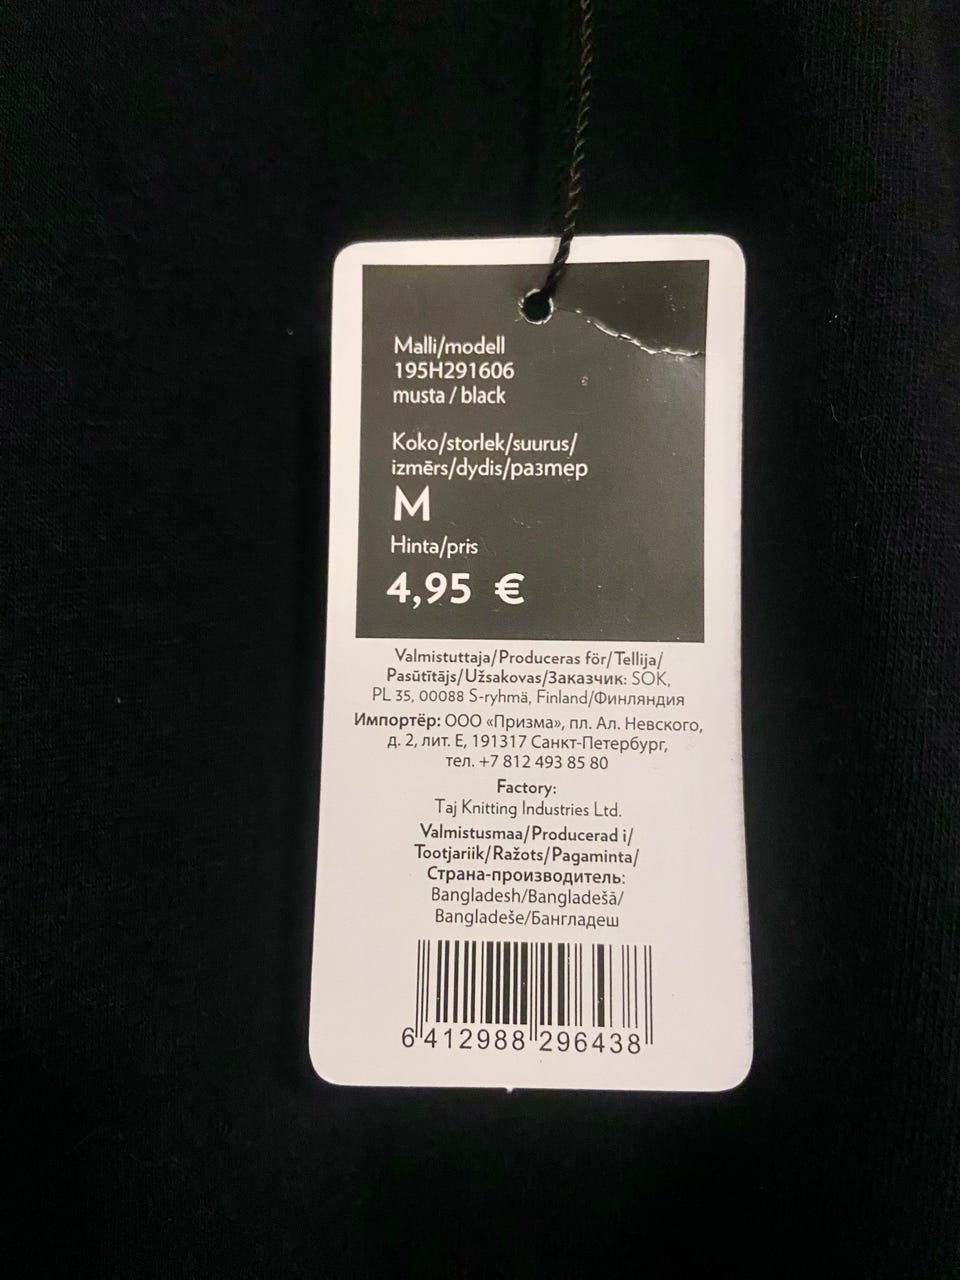 Malli/modell
195H291606
musta / black
Koko/storlek/suurus/
izmērs/dydis/размер
M
Hinta/pris
4,95 €
Valmistuttaja/Produceras för/Tellija/
Pasūtītājs/Užsakovas/Заказчик: SOK,
PL 35, 00088 S-ryhmä, Finland/Финляндия
Импортёр: ООО «Призма», пл. Ал. Невского,
д. 2, лит. Е, 191317 Санкт-Петербург,
тел. +7 812 493 85 80
Factory:
Taj Knitting Industries Ltd.
Valmistusmaa/Producerad i/
Tootjariik/Ražots/Pagaminta/
Страна-производитель:
Bangladesh/Bangladešā/
Bangladeše/Бангладеш
6 412988 296438